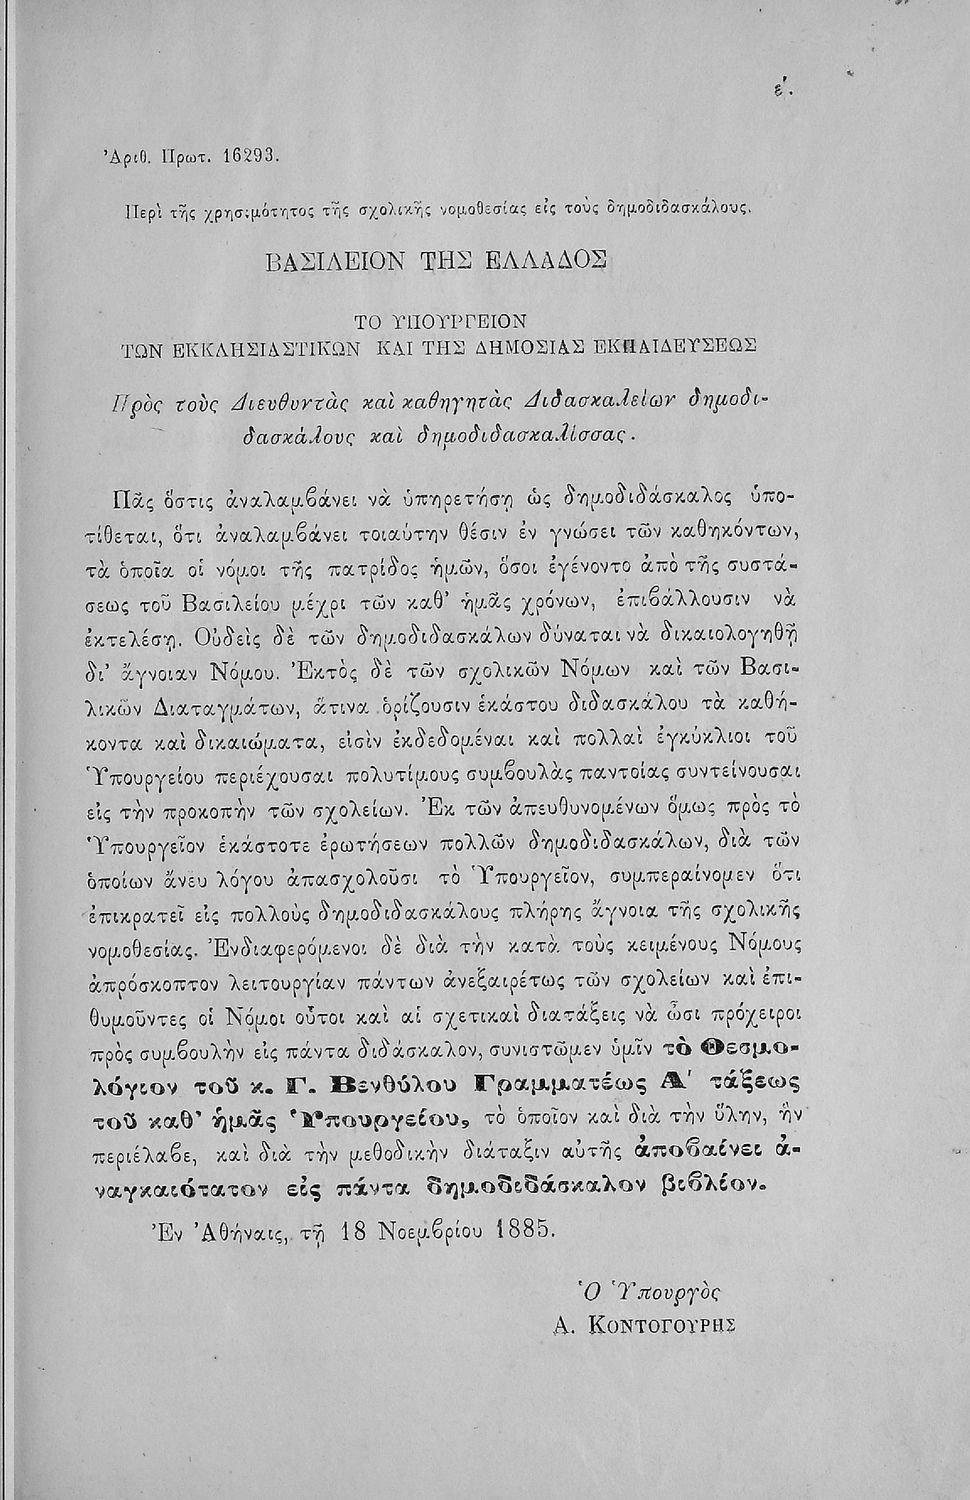 ε'.
Ἀριθ. Πρωτ. 16293.
Περὶ τῆς χρησιμότητος τῆς σχολικῆς νομοθεσίας εἰς τοὺς δημοδιδασκάλους.
ΒΑΣΙΛΕΙΟΝ ΤΗΣ ΕΛΛΑΔΟΣ
ΤΟ ΥΠΟΥΡΓΕΙΟΝ
ΤΩΝ ΕΚΚΛΗΣΙΑΣΤΙΚΩΝ ΚΑΙ ΤΗΣ ΔΗΜΟΣΙΑΣ ΕΚΠΑΙΔΕΥΣΕΩΣ
Πρὸς τοὺς Διευθυντὰς καὶ καθηγητὰς Διδασκαλείων δημοδι-
δασκάλους καὶ δημοδιδασκαλίσσας.
Πᾶς ὅστις ἀναλαμβάνει νὰ ὑπηρετήσῃ ὡς δημοδιδάσκαλος ὑπο-
τίθεται, ὅτι ἀναλαμβάνει τοιαύτην θέσιν ἐν γνώσει τῶν καθηκόντων,
τὰ ὁποῖα οἱ νόμοι τῆς πατρίδος ἡμῶν, ὅσοι ἐγένοντο ἀπὸ τῆς συστά-
σεως τοῦ Βασιλείου μέχρι τῶν καθ' ἡμᾶς χρόνων, ἐπιβάλλουσιν νὰ
ἐκτελέσῃ. Οὐδεὶς δὲ τῶν δημοδιδασκάλων δύναται νὰ δικαιολογηθῇ
δι' ἄγνοιαν Νόμου. Ἐκτὸς δὲ τῶν σχολικῶν Νόμων καὶ τῶν Βασι-
λικῶν Διαταγμάτων, ἅτινα ὁρίζουσιν ἑκάστου διδασκάλου τὰ καθή-
κοντα καὶ δικαιώματα, εἰσὶν ἐκδεδομέναι καὶ πολλαὶ ἐγκύκλιοι τοῦ
Ὑπουργείου περιέχουσαι πολυτίμους συμβουλὰς παντοίας συντείνουσαι
εἰς τὴν προκοπὴν τῶν σχολείων. Ἐκ τῶν ἀπευθυνομένων ὅμως πρὸς τὸ
Ὑπουργεῖον ἑκάστοτε ἐρωτήσεων πολλῶν δημοδιδασκάλων, διὰ τῶν
ὁποίων ἄνευ λόγου ἀπασχολοῦσι τὸ Ὑπουργεῖον, συμπεραίνομεν ὅτι
ἐπικρατεῖ εἰς πολλοὺς δημοδιδασκάλους πλήρης ἄγνοια τῆς σχολικῆς
νομοθεσίας. Ἐνδιαφερόμενοι δὲ διὰ τὴν κατὰ τοὺς κειμένους Νόμους
ἀπρόσκοπτον λειτουργίαν πάντων ἀνεξαιρέτως τῶν σχολείων καὶ ἐπι-
θυμοῦντες οἱ Νόμοι οὗτοι καὶ αἱ σχετικαὶ διατάξεις νὰ ὦσι πρόχειροι
πρὸς συμβουλὴν εἰς πάντα διδάσκαλον, συνιστῶμεν ὑμῖν τὸ Θεσμο-
λόγιον τοῦ κ. Γ. Βενθύλου Γραμματέως Α' τάξεως
τοῦ καθ' ἡμᾶς Ὑπουργείου, τὸ ὁποῖον καὶ διὰ τὴν ὕλην, ἣν
περιέλαβε, καὶ διὰ τὴν μεθοδικὴν διάταξιν αὐτῆς ἀποβαίνει ἀ-
ναγκαιότατον εἰς πάντα δημοδιδάσκαλον βιβλίον.
Ἐν Ἀθήναις, τῇ 18 Νοεμβρίου 1885.
Ὁ Ὑπουργὸς
Α. ΚΟΝΤΟΓΟΥΡΗΣ